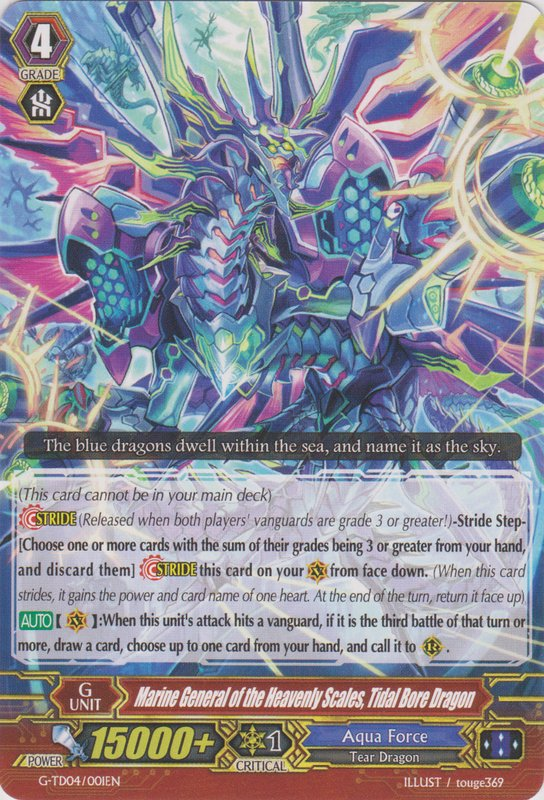 4
GRADE
The blue dragons dwell within the sea, and name it as the sky.
(This card cannot be in your main deck)
STRIDE (Released when both players' vanguards are grade 3 or greater!)-Stride Step-
[Choose one or more cards with the sum of their grades being 3 or greater from your hand,
and discard them] STRIDE this card on your V from face down. (When this card
strides, it gains the power and card name of one heart. At the end of the turn, return it face up)
AUTO [V]:When this unit's attack hits a vanguard, if it is the third battle of that turn or
more, draw a card, choose up to one card from your hand, and call it to R .
G UNIT
Marine General of the Heavenly Scales, Tidal Bore Dragon
POWER
15000+
1
CRITICAL
Aqua Force
Tear Dragon
G-TD04/001EN
ILLUST / touge369